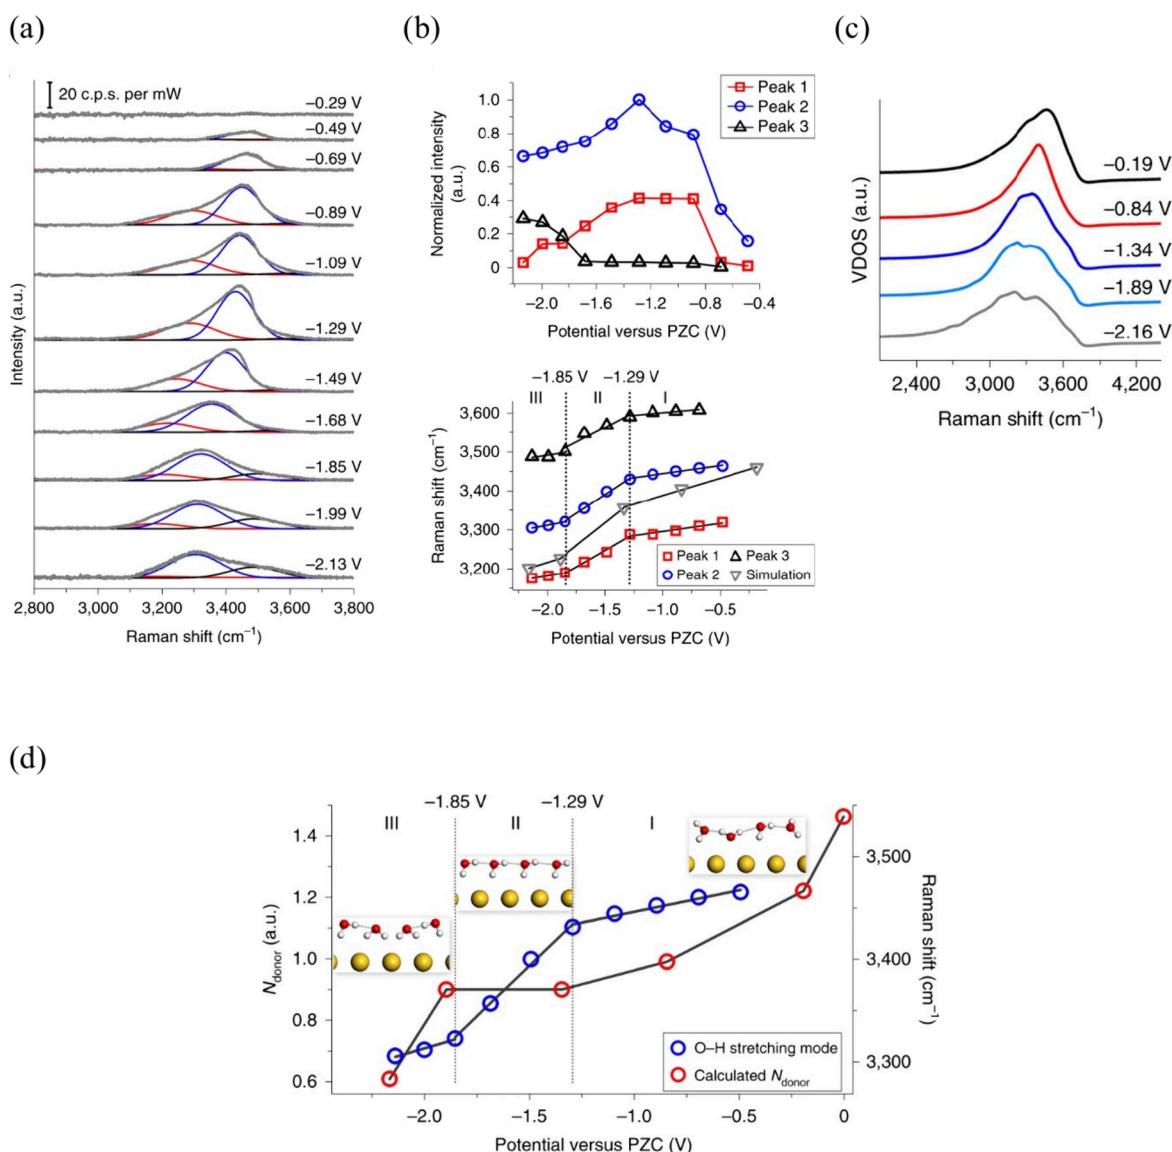 (a)
20 c.p.s. per mW
−0.29 V
−0.49 V
−0.69 V
−0.89 V
−1.09 V
−1.29 V
−1.49 V
−1.68 V
−1.85 V
−1.99 V
−2.13 V
Intensity (a.u.)
2,800 3,000 3,200 3,400 3,600 3,800
Raman shift (cm−1)
(b)
Peak 1
Peak 2
Peak 3
Normalized intensity
(a.u.)
1.0
0.8
0.6
0.4
0.2
0
−2.0 −1.6 −1.2 −0.8 −0.4
Potential versus PZC (V)
−1.85 V −1.29 V
III II I
Raman shift (cm−1)
3,600
3,500
3,400
3,300
3,200
Peak 1 Peak 3
Peak 2 Simulation
−2.0 −1.5 −1.0 −0.5
Potential versus PZC (V)
(c)
VDOS (a.u.)
−0.19 V
−0.84 V
−1.34 V
−1.89 V
−2.16 V
2,400 3,000 3,600 4,200
Raman shift (cm−1)
(d)
−1.85 V −1.29 V
III II I
Ndonor (a.u.)
1.4
1.2
1.0
0.8
0.6
3,500
3,400
3,300
Raman shift
(cm−1)
O–H stretching mode
Calculated Ndonor
−2.0 −1.5 −1.0 −0.5 0
Potential versus PZC (V)